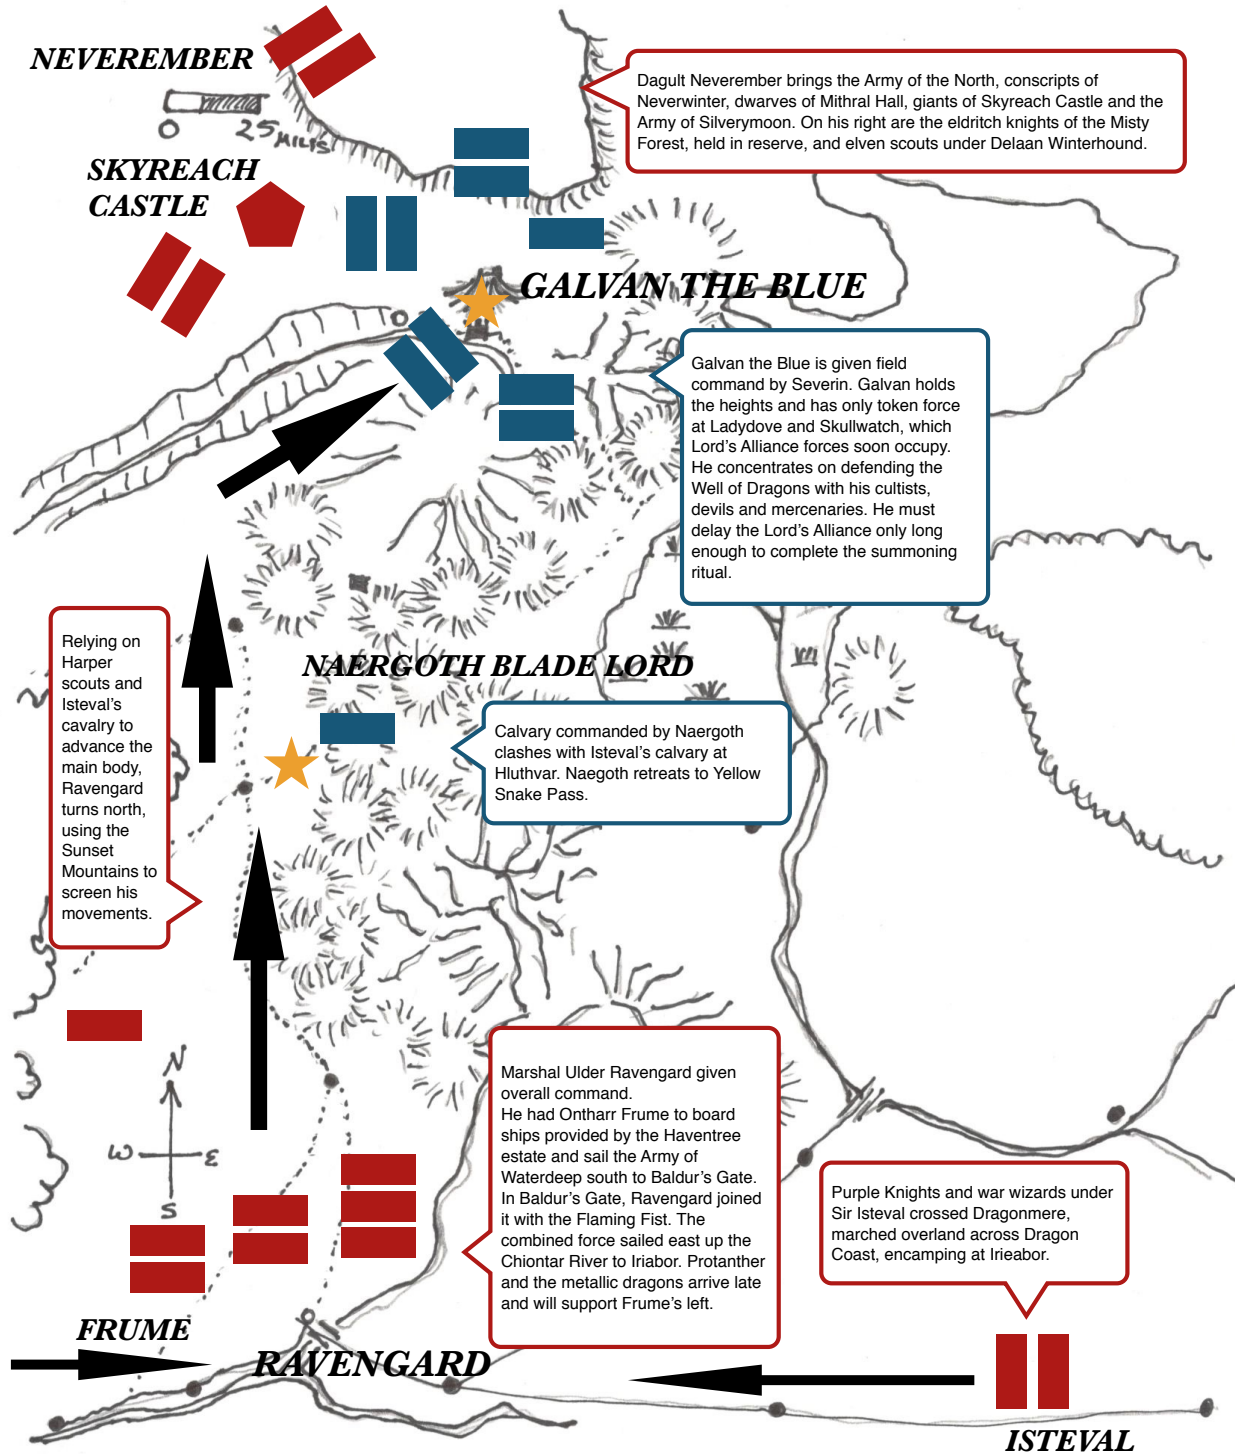 NEVEREMBER
O 25 MILES
Dagult Neverember brings the Army of the North, conscripts of
Neverwinter, dwarves of Mithral Hall, giants of Skyreach Castle and the
Army of Silverymoon. On his right are the eldritch knights of the Misty
Forest, held in reserve, and elven scouts under Delaan Winterhound.
SKYREACH
CASTLE
GALVAN THE BLUE
Galvan the Blue is given field
command by Severin. Galvan holds
the heights and has only token force
at Ladydove and Skullwatch, which
Lord's Alliance forces soon occupy.
He concentrates on defending the
Well of Dragons with his cultists,
devils and mercenaries. He must
delay the Lord's Alliance only long
enough to complete the summoning
ritual.
Relying on
Harper
scouts and
Isteval's
cavalry to
advance the
main body,
Ravengard
turns north,
using the
Sunset
Mountains to
screen his
movements.
NAERGOTH BLADE LORD
Calvary commanded by Naergoth
clashes with Isteval's calvary at
Hluthvar. Naegoth retreats to Yellow
Snake Pass.
N
W E
S
Marshal Ulder Ravengard given
overall command.
He had Ontharr Frume to board
ships provided by the Haventree
estate and sail the Army of
Waterdeep south to Baldur's Gate.
In Baldur's Gate, Ravengard joined
it with the Flaming Fist. The
combined force sailed east up the
Chiontar River to Iriabor. Protanther
and the metallic dragons arrive late
and will support Frume's left.
Purple Knights and war wizards under
Sir Isteval crossed Dragonmere,
marched overland across Dragon
Coast, encamping at Irieabor.
FRUME
RAVENGARD
ISTEVAL